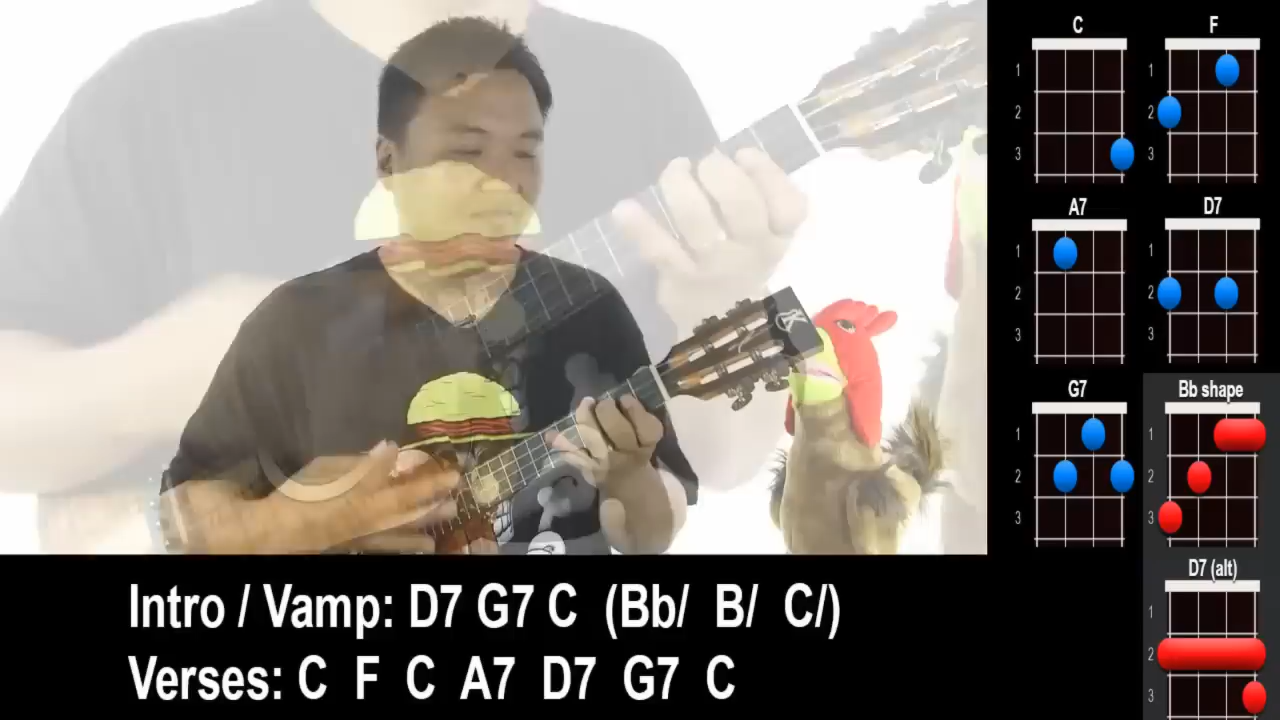 C
F
1
2
3
1
2
3
A7
D7
1
2
3
1
2
3
G7
Bb shape
1
2
3
1
2
3
D7 (alt)
1
2
3
K
Intro / Vamp: D7 G7 C (Bb/ B/ C/)
Verses: C F C A7 D7 G7 C